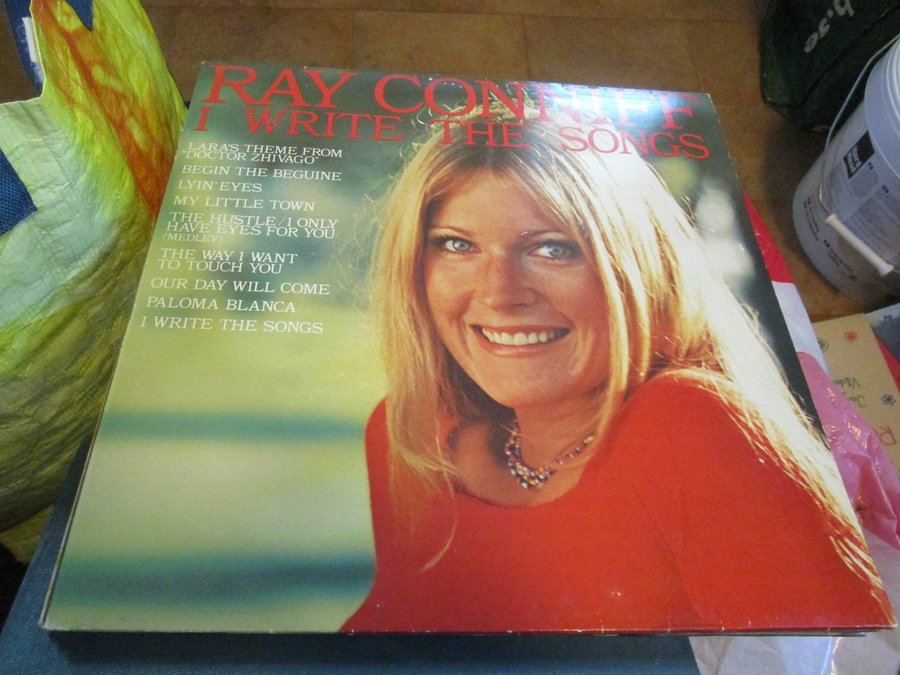 RAY CONNIFF
I WRITE THE SONGS
LARA'S THEME FROM
"DOCTOR ZHIVAGO"
BEGIN THE BEGUINE
LYIN' EYES
MY LITTLE TOWN
THE HUSTLE/I ONLY
HAVE EYES FOR YOU
(MEDLEY)
THE WAY I WANT
TO TOUCH YOU
OUR DAY WILL COME
PALOMA BLANCA
I WRITE THE SONGS